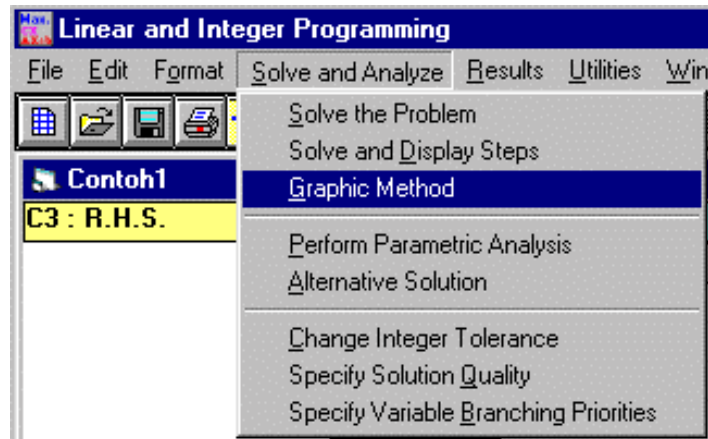 Max.
Linear and Integer Programming
File Edit Format Solve and Analyze Results Utilities Win
Solve the Problem
Solve and Display Steps
Contoh1
Graphic Method
C3 : R.H.S.
Perform Parametric Analysis
Alternative Solution
Change Integer Tolerance
Specify Solution Quality
Specify Variable Branching Priorities